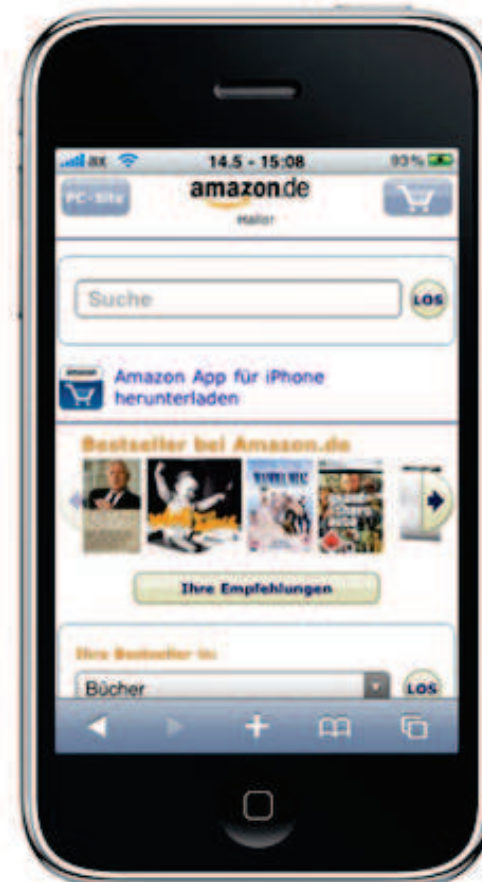 14.5 - 15:08
93%
PC-Site
amazon.de
Hallo!
Suche
LOS
Amazon App für iPhone
herunterladen
Bestseller bei Amazon.de
Ihre Empfehlungen
Ihre Bestseller in:
Bücher
LOS